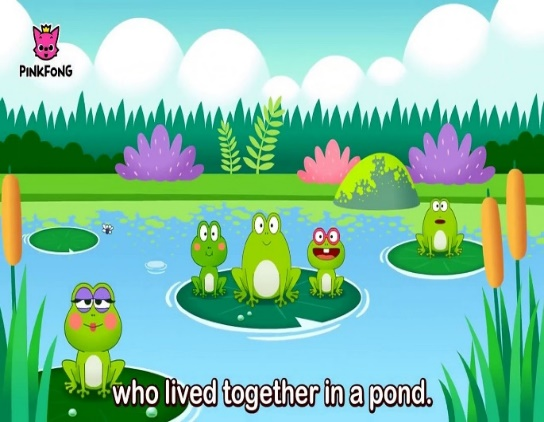 PINKFONG
who lived together in a pond.